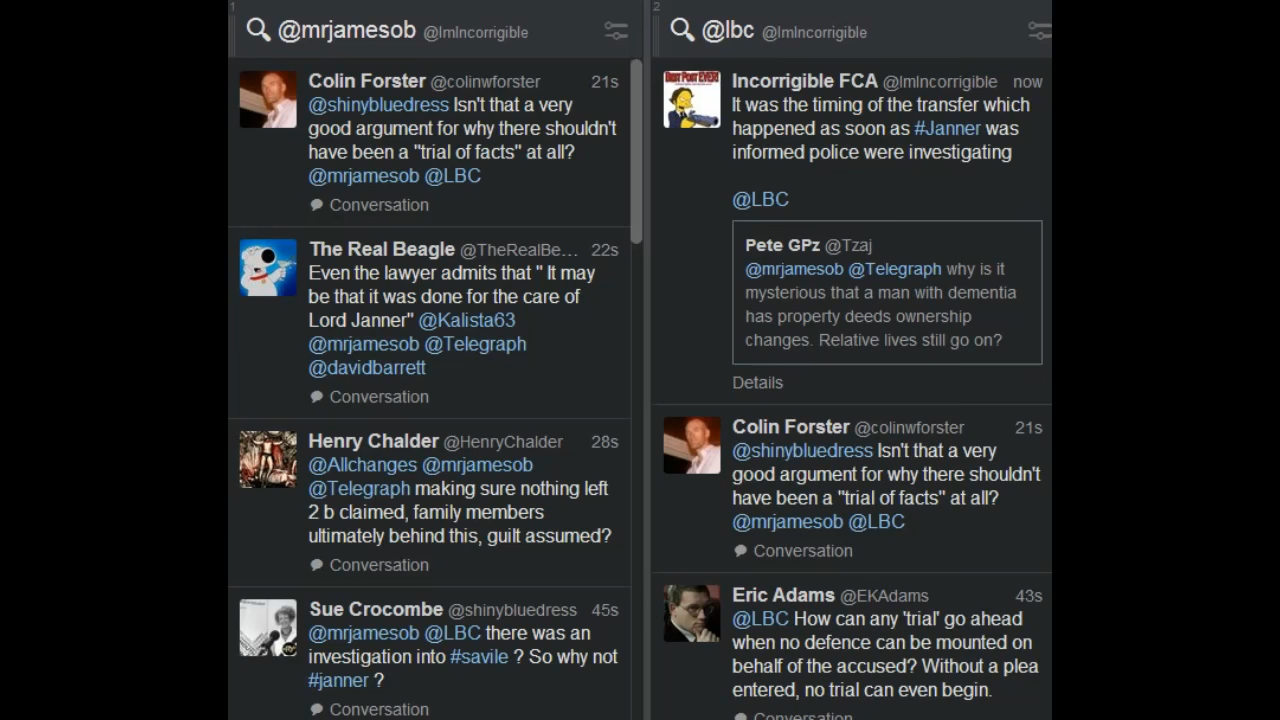 1
@mrjamesob @ImIncorrigible
Colin Forster @colinwforster 21s
@shinybluedress Isn't that a very
good argument for why there shouldn't
have been a "trial of facts" at all?
@mrjamesob @LBC
Conversation
The Real Beagle @TheRealBe... 22s
Even the lawyer admits that " It may
be that it was done for the care of
Lord Janner" @Kalista63
@mrjamesob @Telegraph
@davidbarrett
Conversation
Henry Chalder @HenryChalder 28s
@Allchanges @mrjamesob
@Telegraph making sure nothing left
2 b claimed, family members
ultimately behind this, guilt assumed?
Conversation
Sue Crocombe @shinybluedress 45s
@mrjamesob @LBC there was an
investigation into #savile ? So why not
#janner ?
Conversation
2
@lbc @ImIncorrigible
BEST POST EVER!
Incorrigible FCA @ImIncorrigible now
It was the timing of the transfer which
happened as soon as #Janner was
informed police were investigating
@LBC
Pete GPz @Tzaj
@mrjamesob @Telegraph why is it
mysterious that a man with dementia
has property deeds ownership
changes. Relative lives still go on?
Details
Colin Forster @colinwforster 21s
@shinybluedress Isn't that a very
good argument for why there shouldn't
have been a "trial of facts" at all?
@mrjamesob @LBC
Conversation
Eric Adams @EKAdams 43s
@LBC How can any 'trial' go ahead
when no defence can be mounted on
behalf of the accused? Without a plea
entered, no trial can even begin.
Conversation